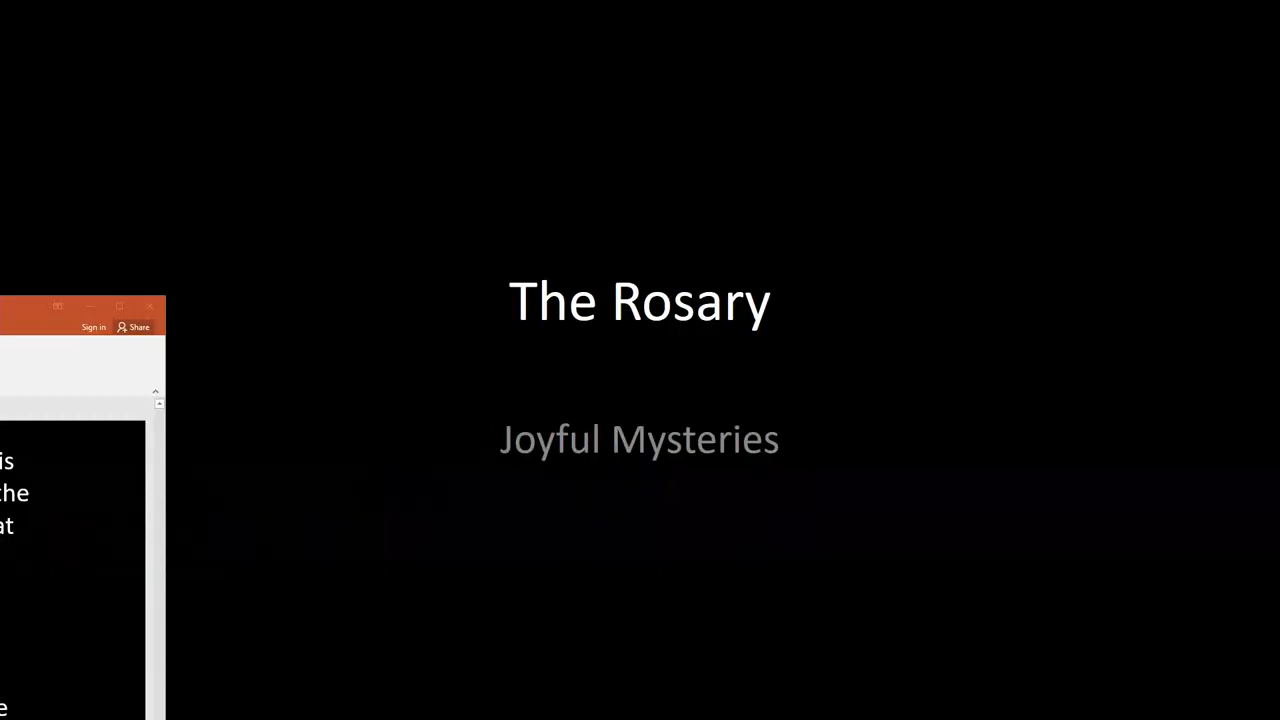 The Rosary
Sign in Share
Joyful Mysteries
is
the
at